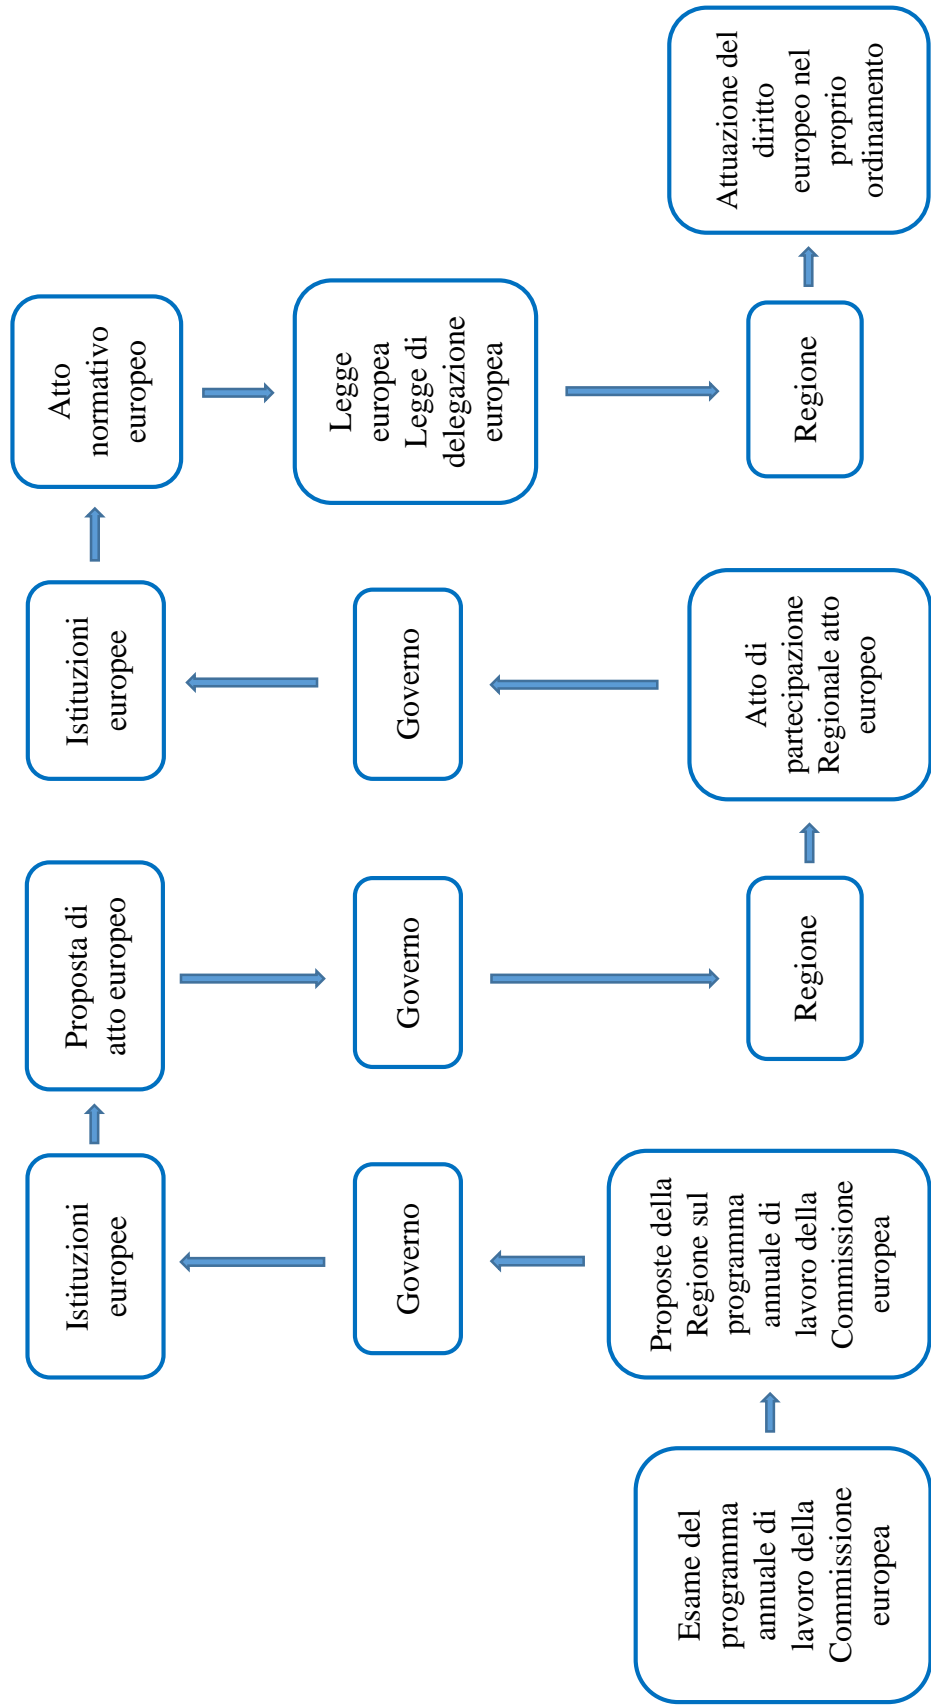 Esame del
programma
annuale di
lavoro della
Commissione
europea
Proposte della
Regione sul
programma
annuale di
lavoro della
Commissione
europea
Governo
Istituzioni
europee
Proposta di
atto europeo
Governo
Regione
Atto di
partecipazione
Regionale atto
europeo
Governo
Istituzioni
europee
Atto
normativo
europeo
Legge
europea
Legge di
delegazione
europea
Regione
Attuazione del
diritto
europeo nel
proprio
ordinamento